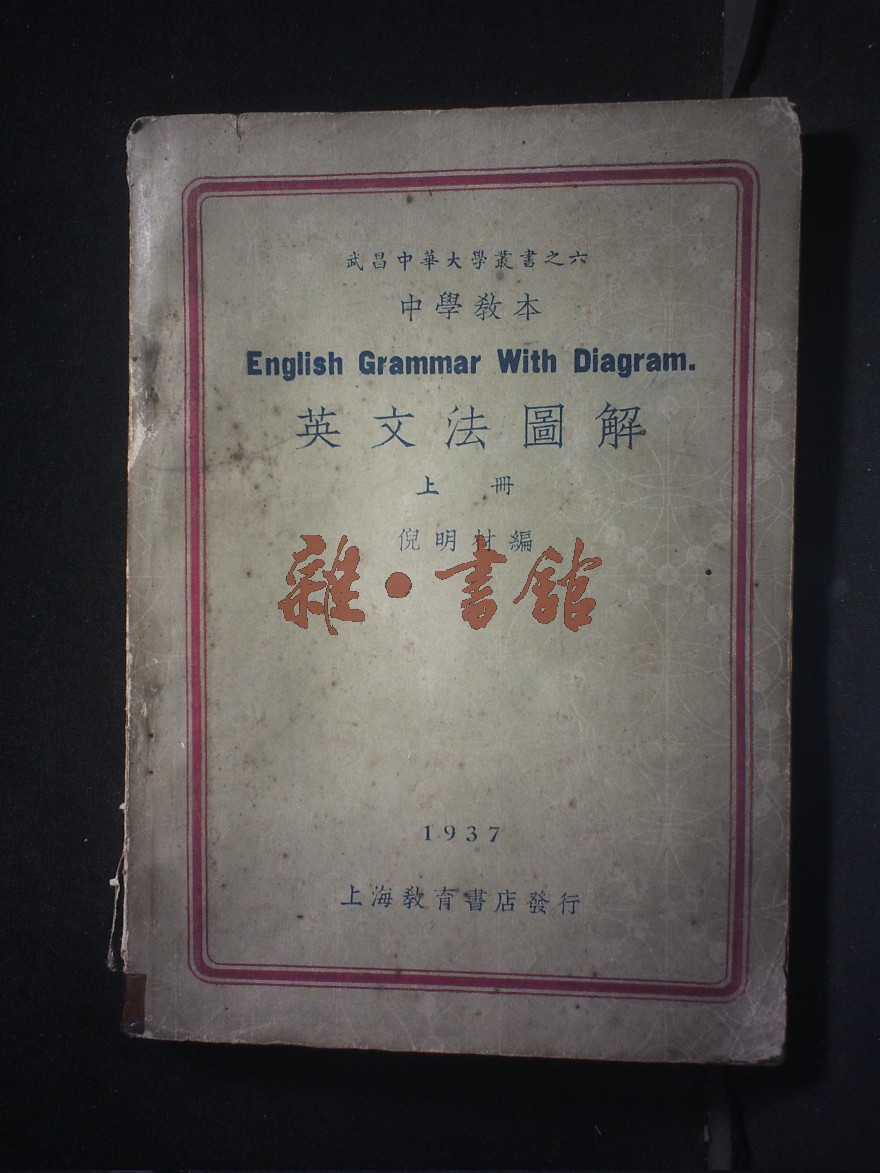 武昌中華大學叢書之六
中學教本
English Grammar With Diagram.
英文法圖解
上 冊
倪明材編
雜·書館
1937
上海教育書店發行